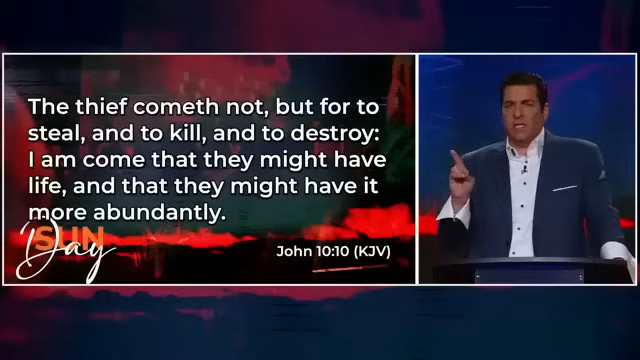 The thief cometh not, but for to
steal, and to kill, and to destroy:
I am come that they might have
life, and that they might have it
more abundantly.
SUN
Day
John 10:10 (KJV)